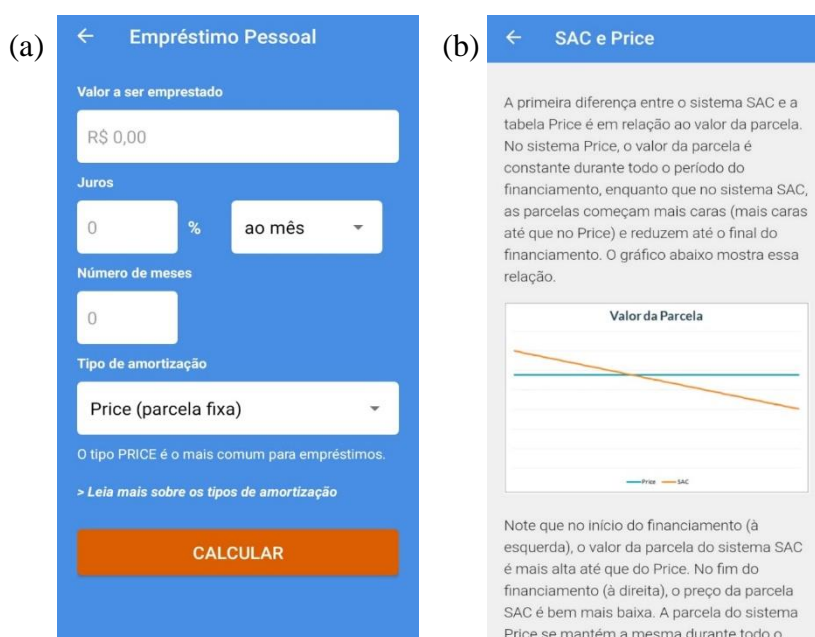 (a)
← Empréstimo Pessoal
Valor a ser emprestado
R$ 0,00
Juros
0 % ao mês
Número de meses
0
Tipo de amortização
Price (parcela fixa)
O tipo PRICE é o mais comum para empréstimos.
> Leia mais sobre os tipos de amortização
CALCULAR
(b)
← SAC e Price
A primeira diferença entre o sistema SAC e a
tabela Price é em relação ao valor da parcela.
No sistema Price, o valor da parcela é
constante durante todo o período do
financiamento, enquanto que no sistema SAC,
as parcelas começam mais caras (mais caras
até que no Price) e reduzem até o final do
financiamento. O gráfico abaixo mostra essa
relação.
Valor da Parcela
Price SAC
Note que no início do financiamento (à
esquerda), o valor da parcela do sistema SAC
é mais alta até que do Price. No fim do
financiamento (à direita), o preço da parcela
SAC é bem mais baixa. A parcela do sistema
Price se mantém a mesma durante todo o